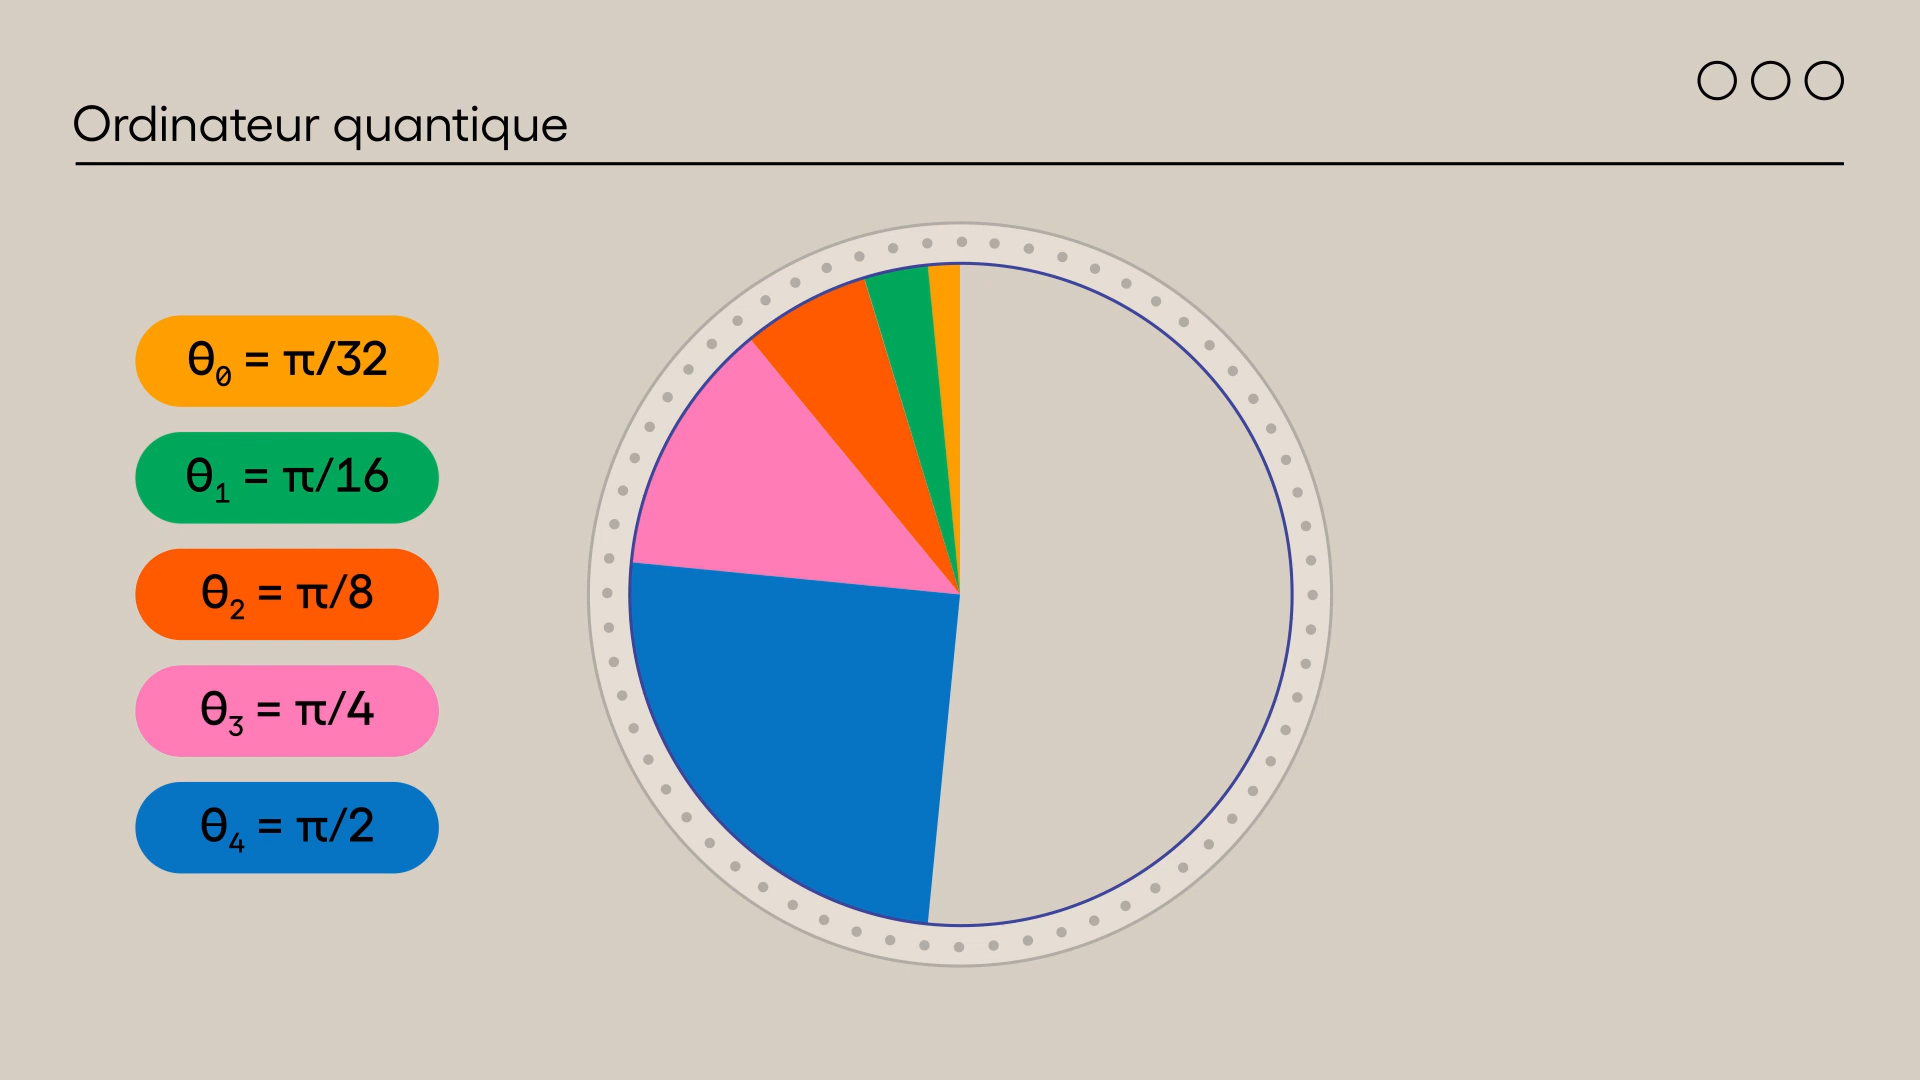 Ordinateur quantique
θ₀ = π/32
θ₁ = π/16
θ₂ = π/8
θ₃ = π/4
θ₄ = π/2